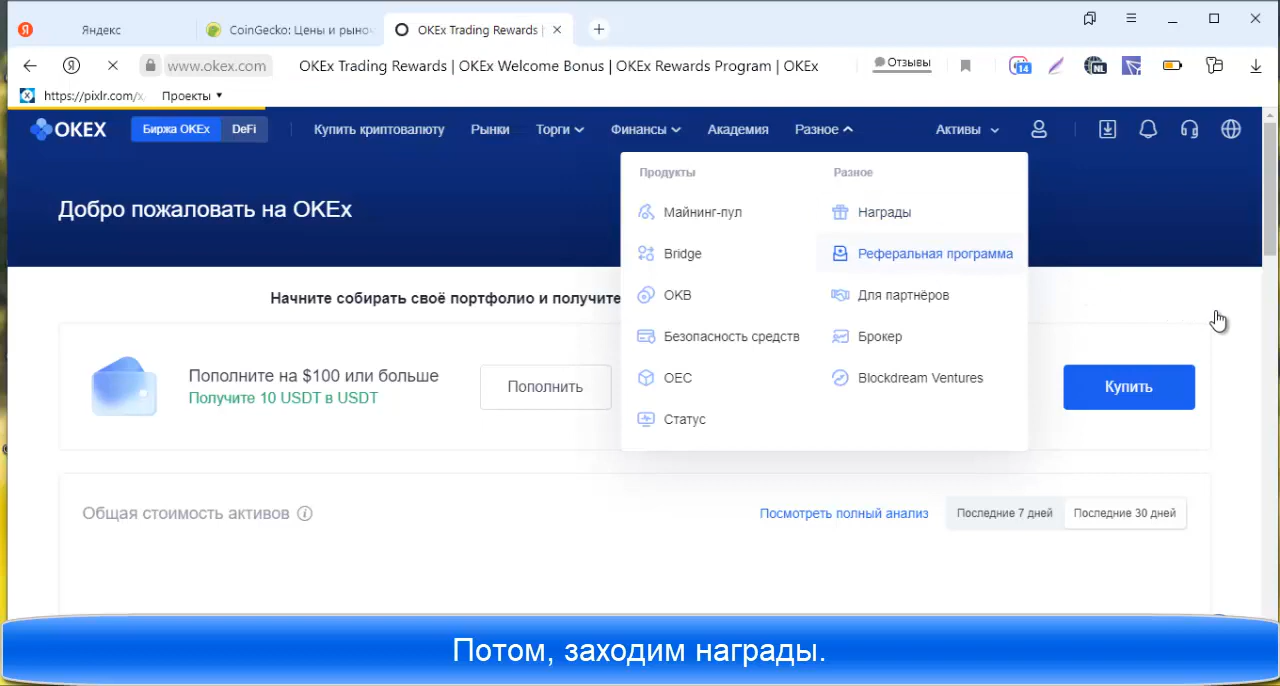 Я
Яндекс
CoinGecko: Цены и рыноч
OKEx Trading Rewards |
www.okex.com
OKEx Trading Rewards | OKEx Welcome Bonus | OKEx Rewards Program | OKEx
Отзывы
14
NL
https://pixlr.com/x
Проекты
OKEX
Биржа OKEx
DeFi
Купить криптовалюту
Рынки
Торги
Финансы
Академия
Разное
Активы
Добро пожаловать на OKEx
Продукты
Разное
Майнинг-пул
Награды
Bridge
Реферальная программа
OKB
Для партнёров
Безопасность средств
Брокер
OEC
Blockdream Ventures
Статус
Начните собирать своё портфолио и получите
Пополните на $100 или больше
Получите 10 USDT в USDT
Пополнить
Купить
Общая стоимость активов
Посмотреть полный анализ
Последние 7 дней
Последние 30 дней
Потом, заходим награды.